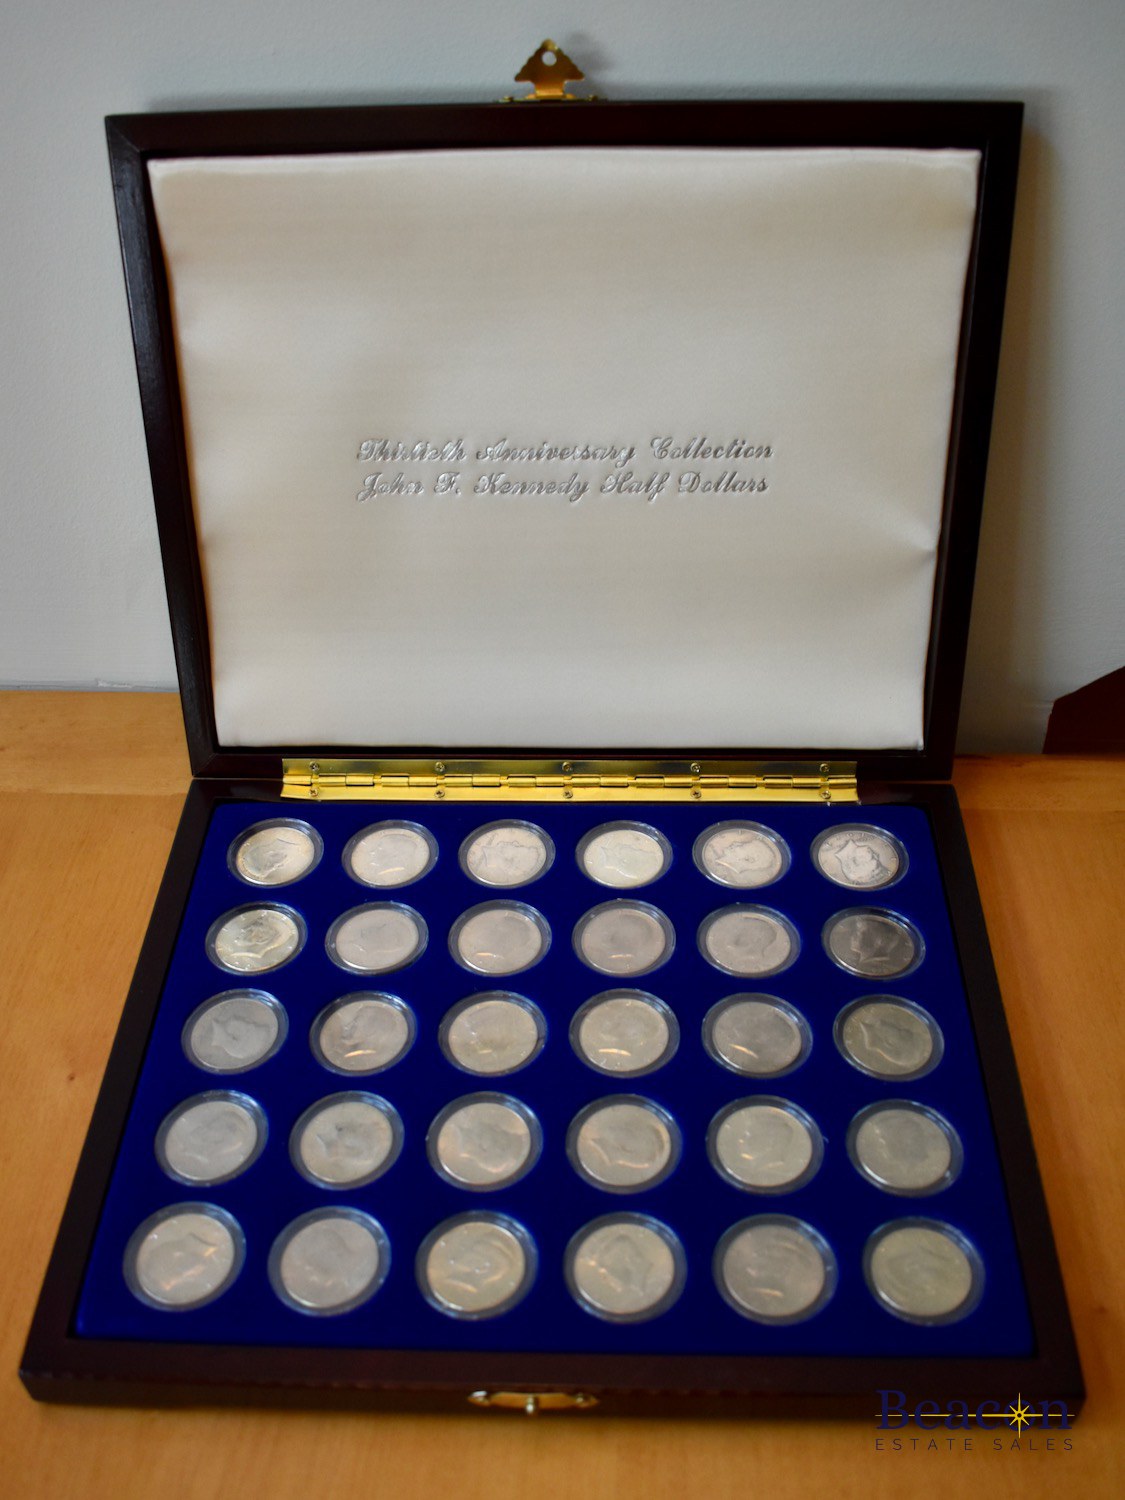 Thirtieth Anniversary Collection
John F. Kennedy Half Dollars
Beacon
ESTATE SALES